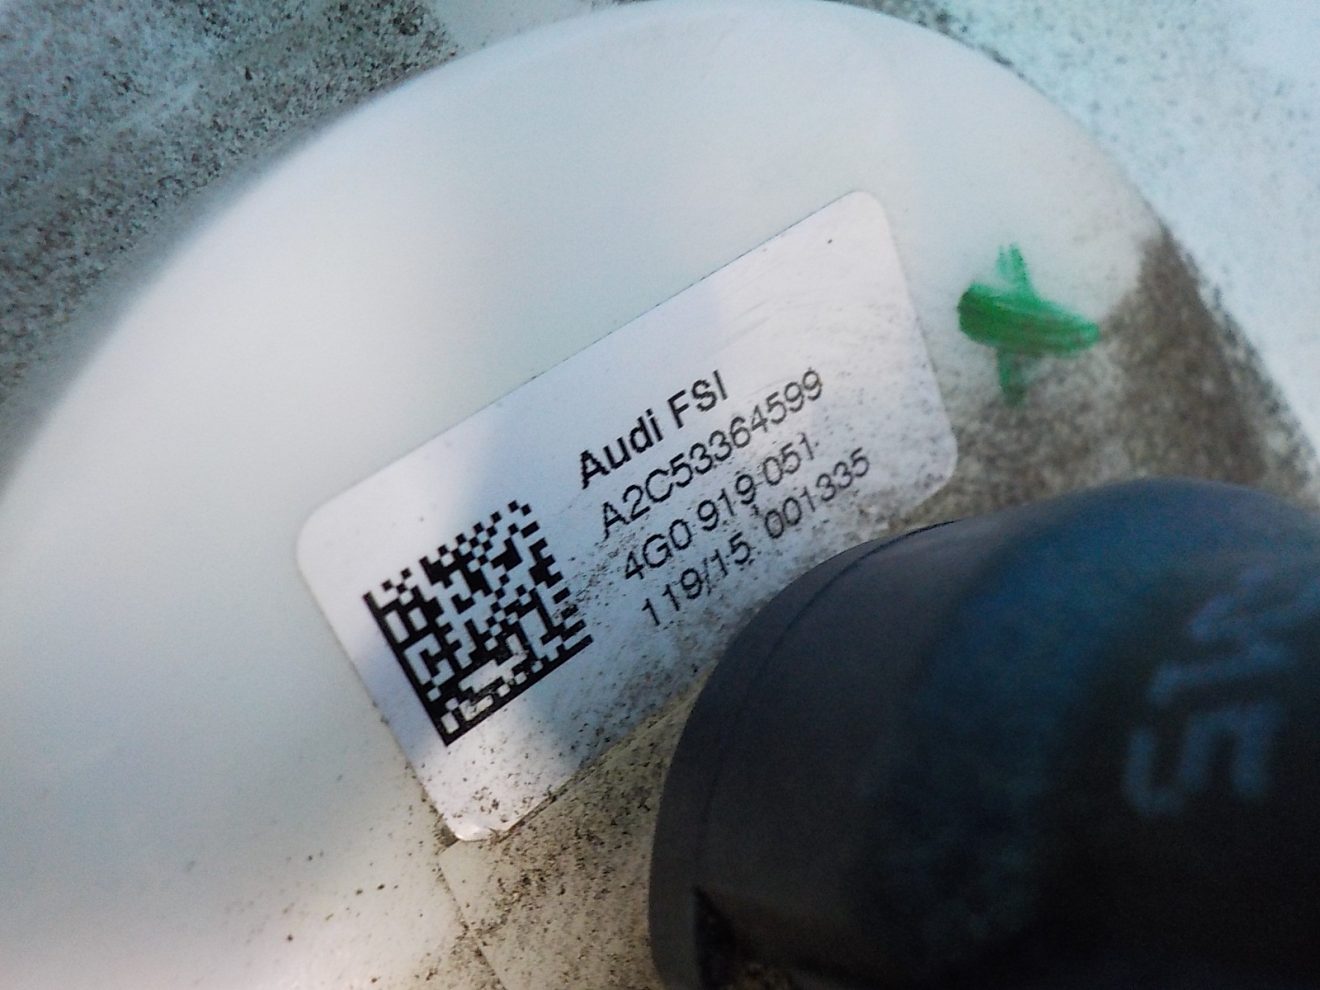 Audi FSI
A2C53364599
4G0 919 051
119/15 001335